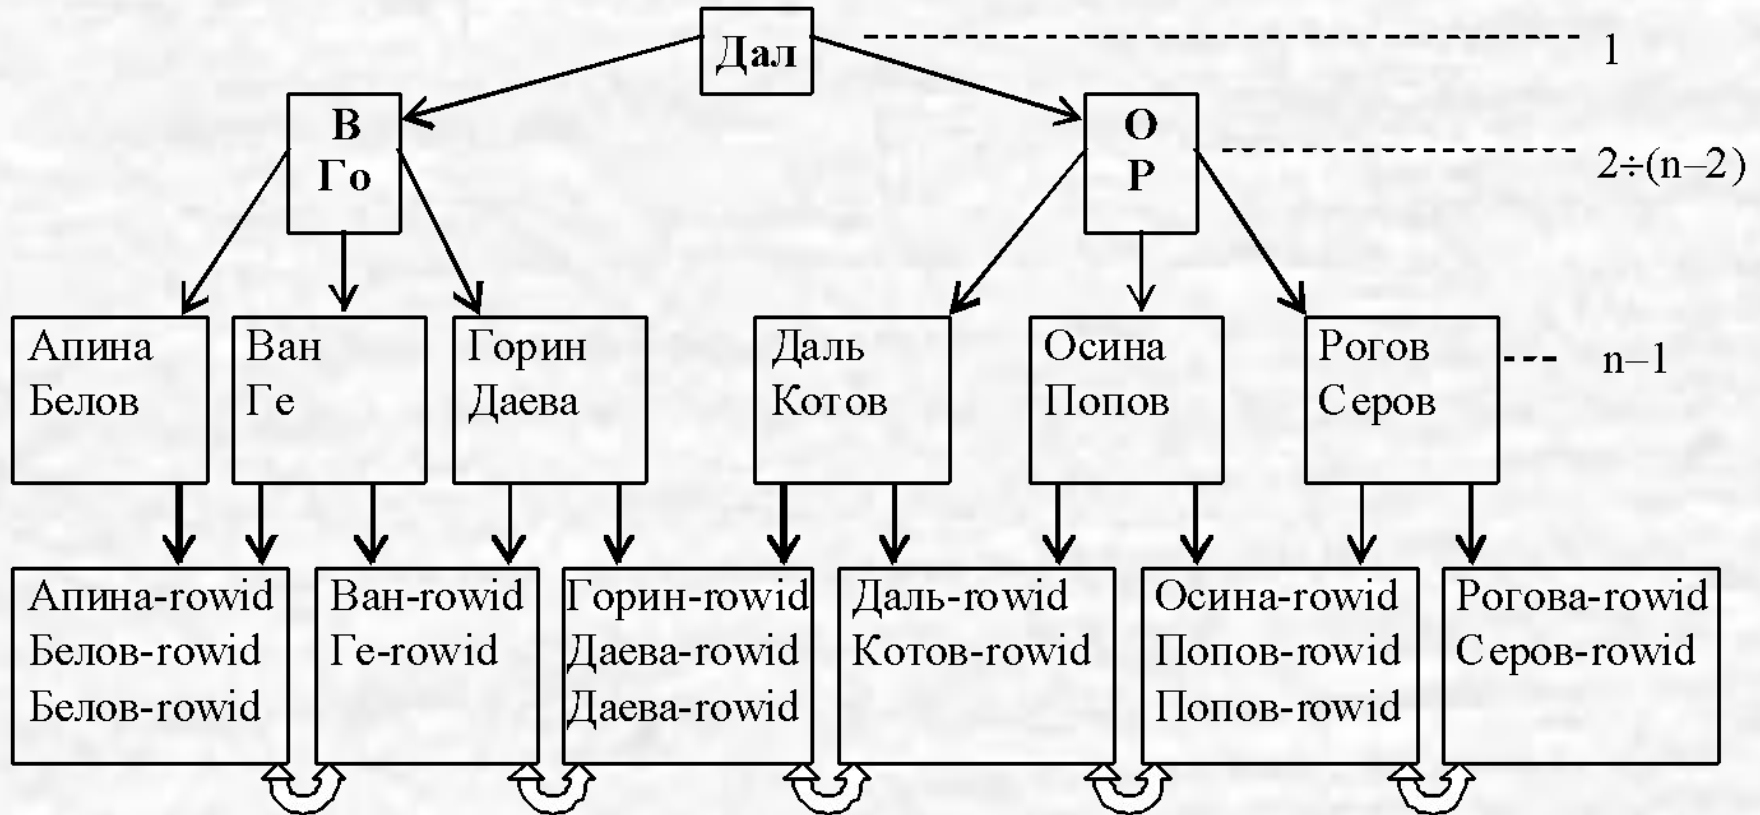 Дал
1
В
Го
О
Р
2÷(n–2)
Апина
Белов
Ван
Ге
Горин
Даева
Даль
Котов
Осина
Попов
Рогов
Серов
n–1
Апина-rowid
Белов-rowid
Белов-rowid
Ван-rowid
Ге-rowid
Горин-rowid
Даева-rowid
Даева-rowid
Даль-rowid
Котов-rowid
Осина-rowid
Попов-rowid
Попов-rowid
Рогова-rowid
Серов-rowid